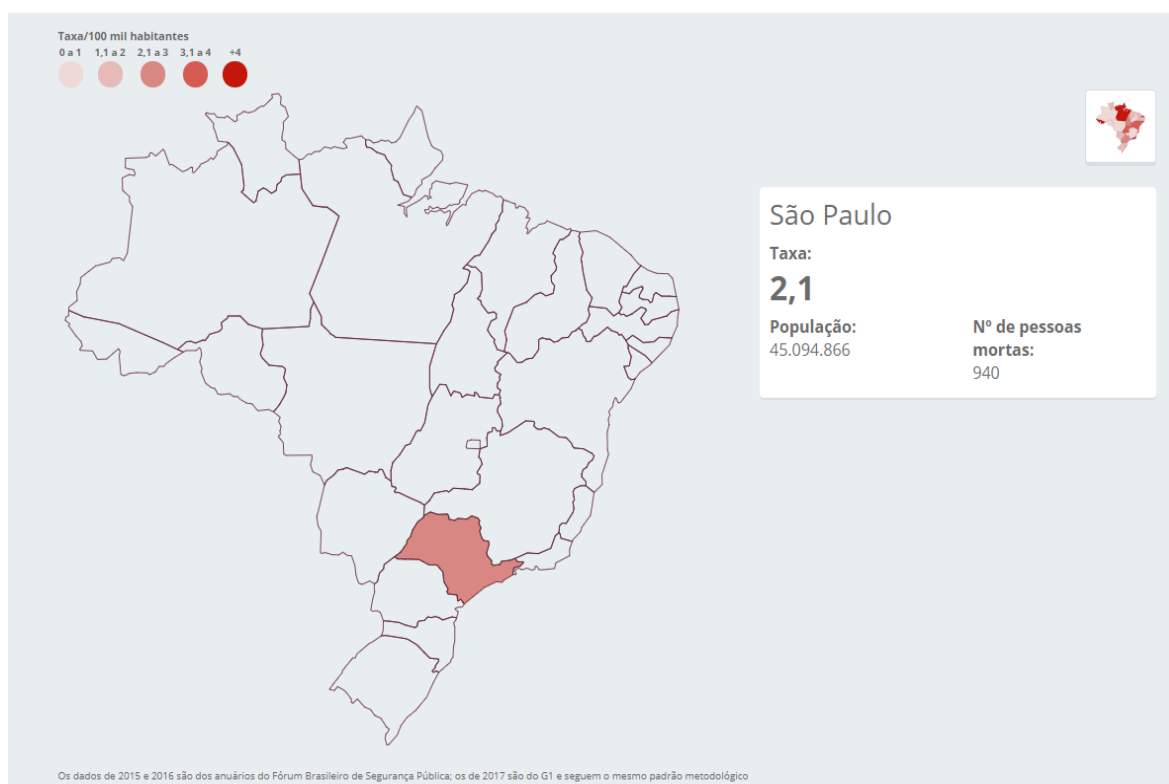 Taxa/100 mil habitantes
0 a 1 1,1 a 2 2,1 a 3 3,1 a 4 +4
São Paulo
Taxa:
2,1
População:
45.094.866
Nº de pessoas
mortas:
940
Os dados de 2015 e 2016 são dos anuários do Fórum Brasileiro de Segurança Pública; os de 2017 são do G1 e seguem o mesmo padrão metodológico